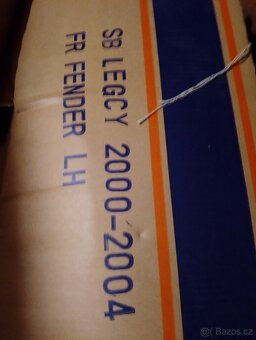 SB LEGCY 2000-2004
FR FENDER LH
© Bazos.cz